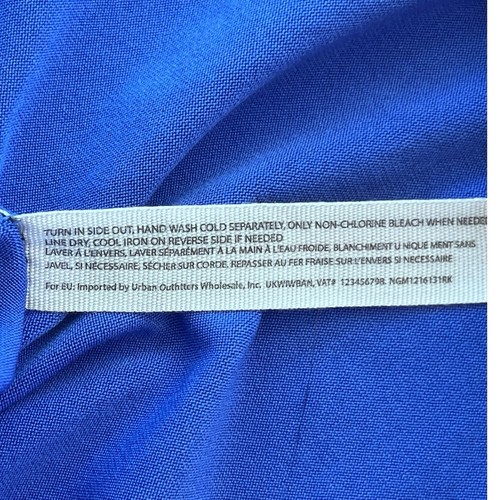 TURN IN SIDE OUT, HAND WASH COLD SEPARATELY, ONLY NON-CHLORINE BLEACH WHEN NEEDED
LINE DRY, COOL IRON ON REVERSE SIDE IF NEEDED
LAVER À L'ENVERS, LAVER SÉPARÉMENT À LA MAIN À L'EAU FROIDE, BLANCHIMENT U NIQUE MENT SANS
JAVEL, SI NÉCESSAIRE, SÉCHER SUR CORDE. REPASSER AU FER FRAISE SUR L'ENVERS SI NECESSAIRE
For EU: Imported by Urban Outfitters Wholesale, Inc. UKWIWBAN, VAT# 123456798. NGM1216131RK